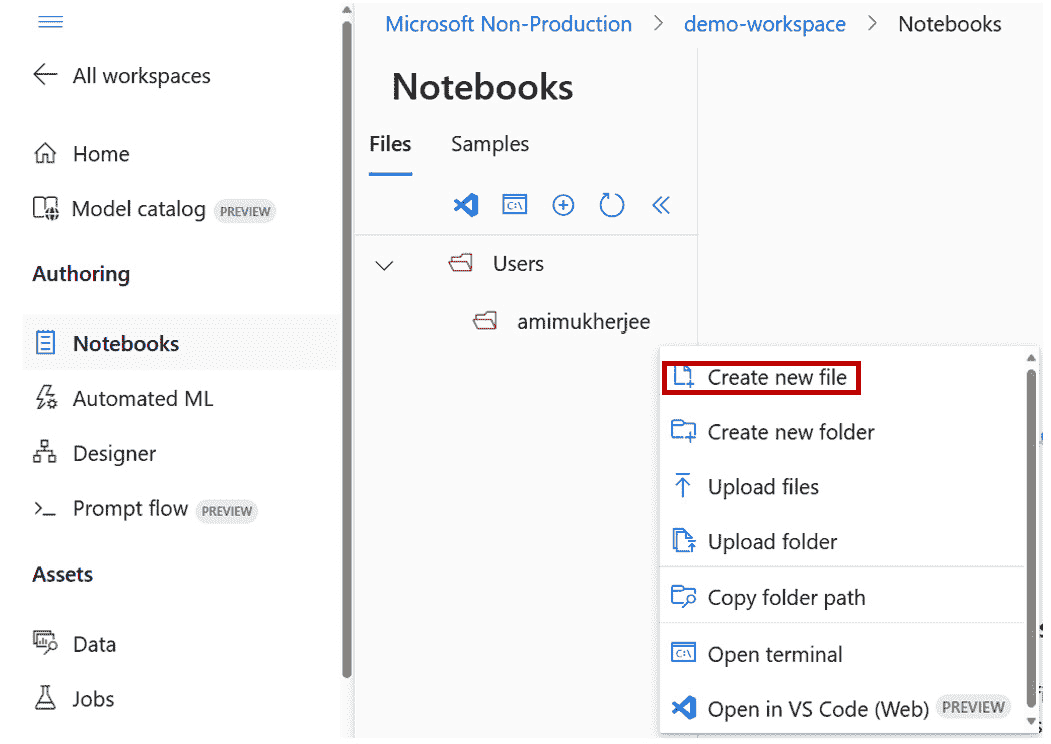 Microsoft Non-Production > demo-workspace > Notebooks
All workspaces
Home
Model catalog PREVIEW
Authoring
Notebooks
Automated ML
Designer
Prompt flow PREVIEW
Assets
Data
Jobs
Notebooks
Files Samples
Users
amimukherjee
Create new file
Create new folder
Upload files
Upload folder
Copy folder path
Open terminal
Open in VS Code (Web) PREVIEW